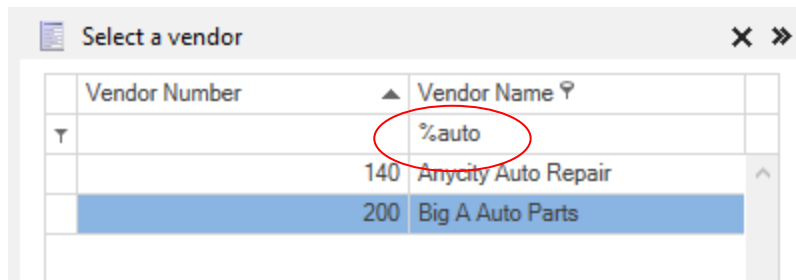 Select a vendor
Vendor Number Vendor Name
%auto
140 Anycity Auto Repair
200 Big A Auto Parts